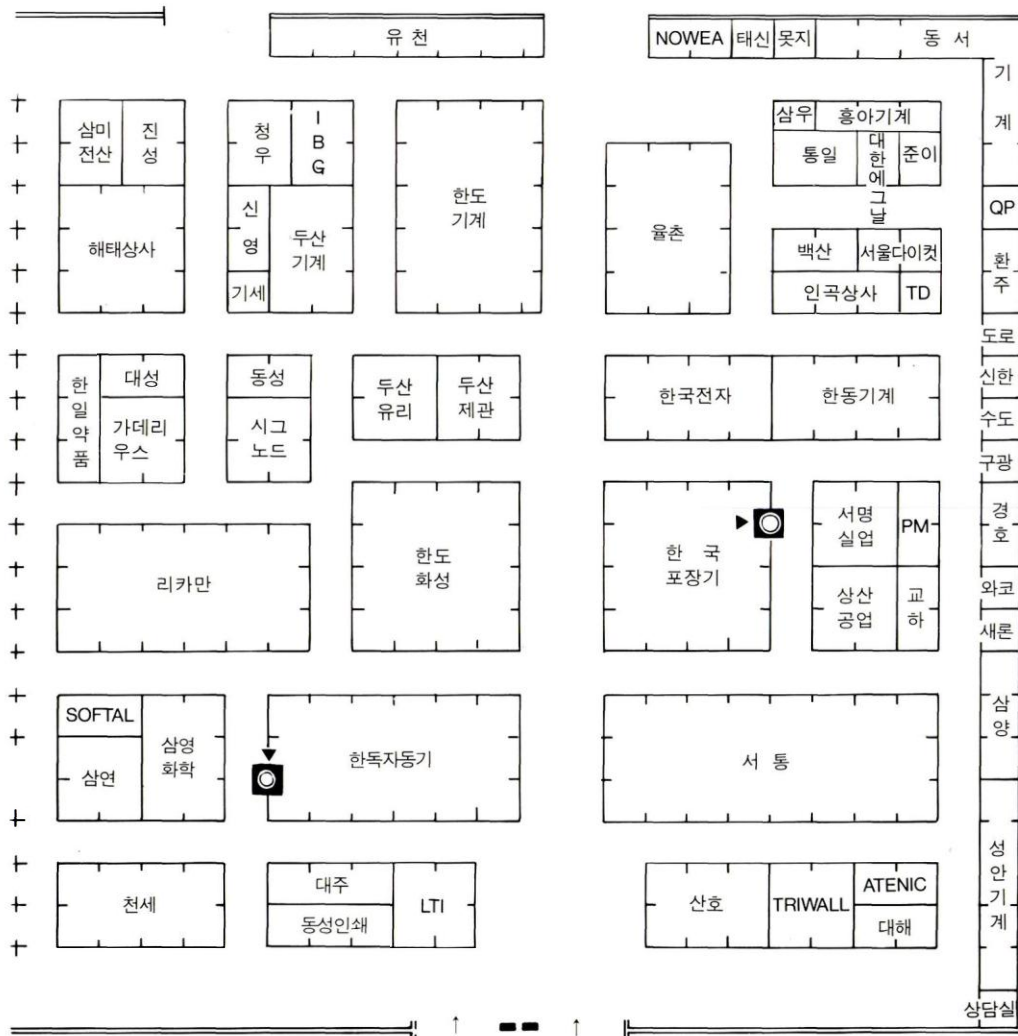 유 천
NOWEA
태신
못지
동 서
기
계
삼미
전산
진
성
청
우
I
B
G
한도
기계
삼우
흥아기계
통일
대
한
에
그
날
준이
해태상사
신
영
두산
기계
기세
율촌
QP
백산
서울다이컷
환
주
인곡상사
TD
도로
한
일
약
품
대성
가데리
우스
동성
시그
노드
두산
유리
두산
제관
한국전자
한동기계
신한
수도
구광
리카만
한도
화성
한 국
포장기
서명
실업
PM
상산
공업
교
하
경
호
와코
새론
SOFTAL
삼연
삼영
화학
한독자동기
서 통
삼
양
천세
대주
동성인쇄
LTI
산호
TRIWALL
ATENIC
대해
성
안
기
계
상담실